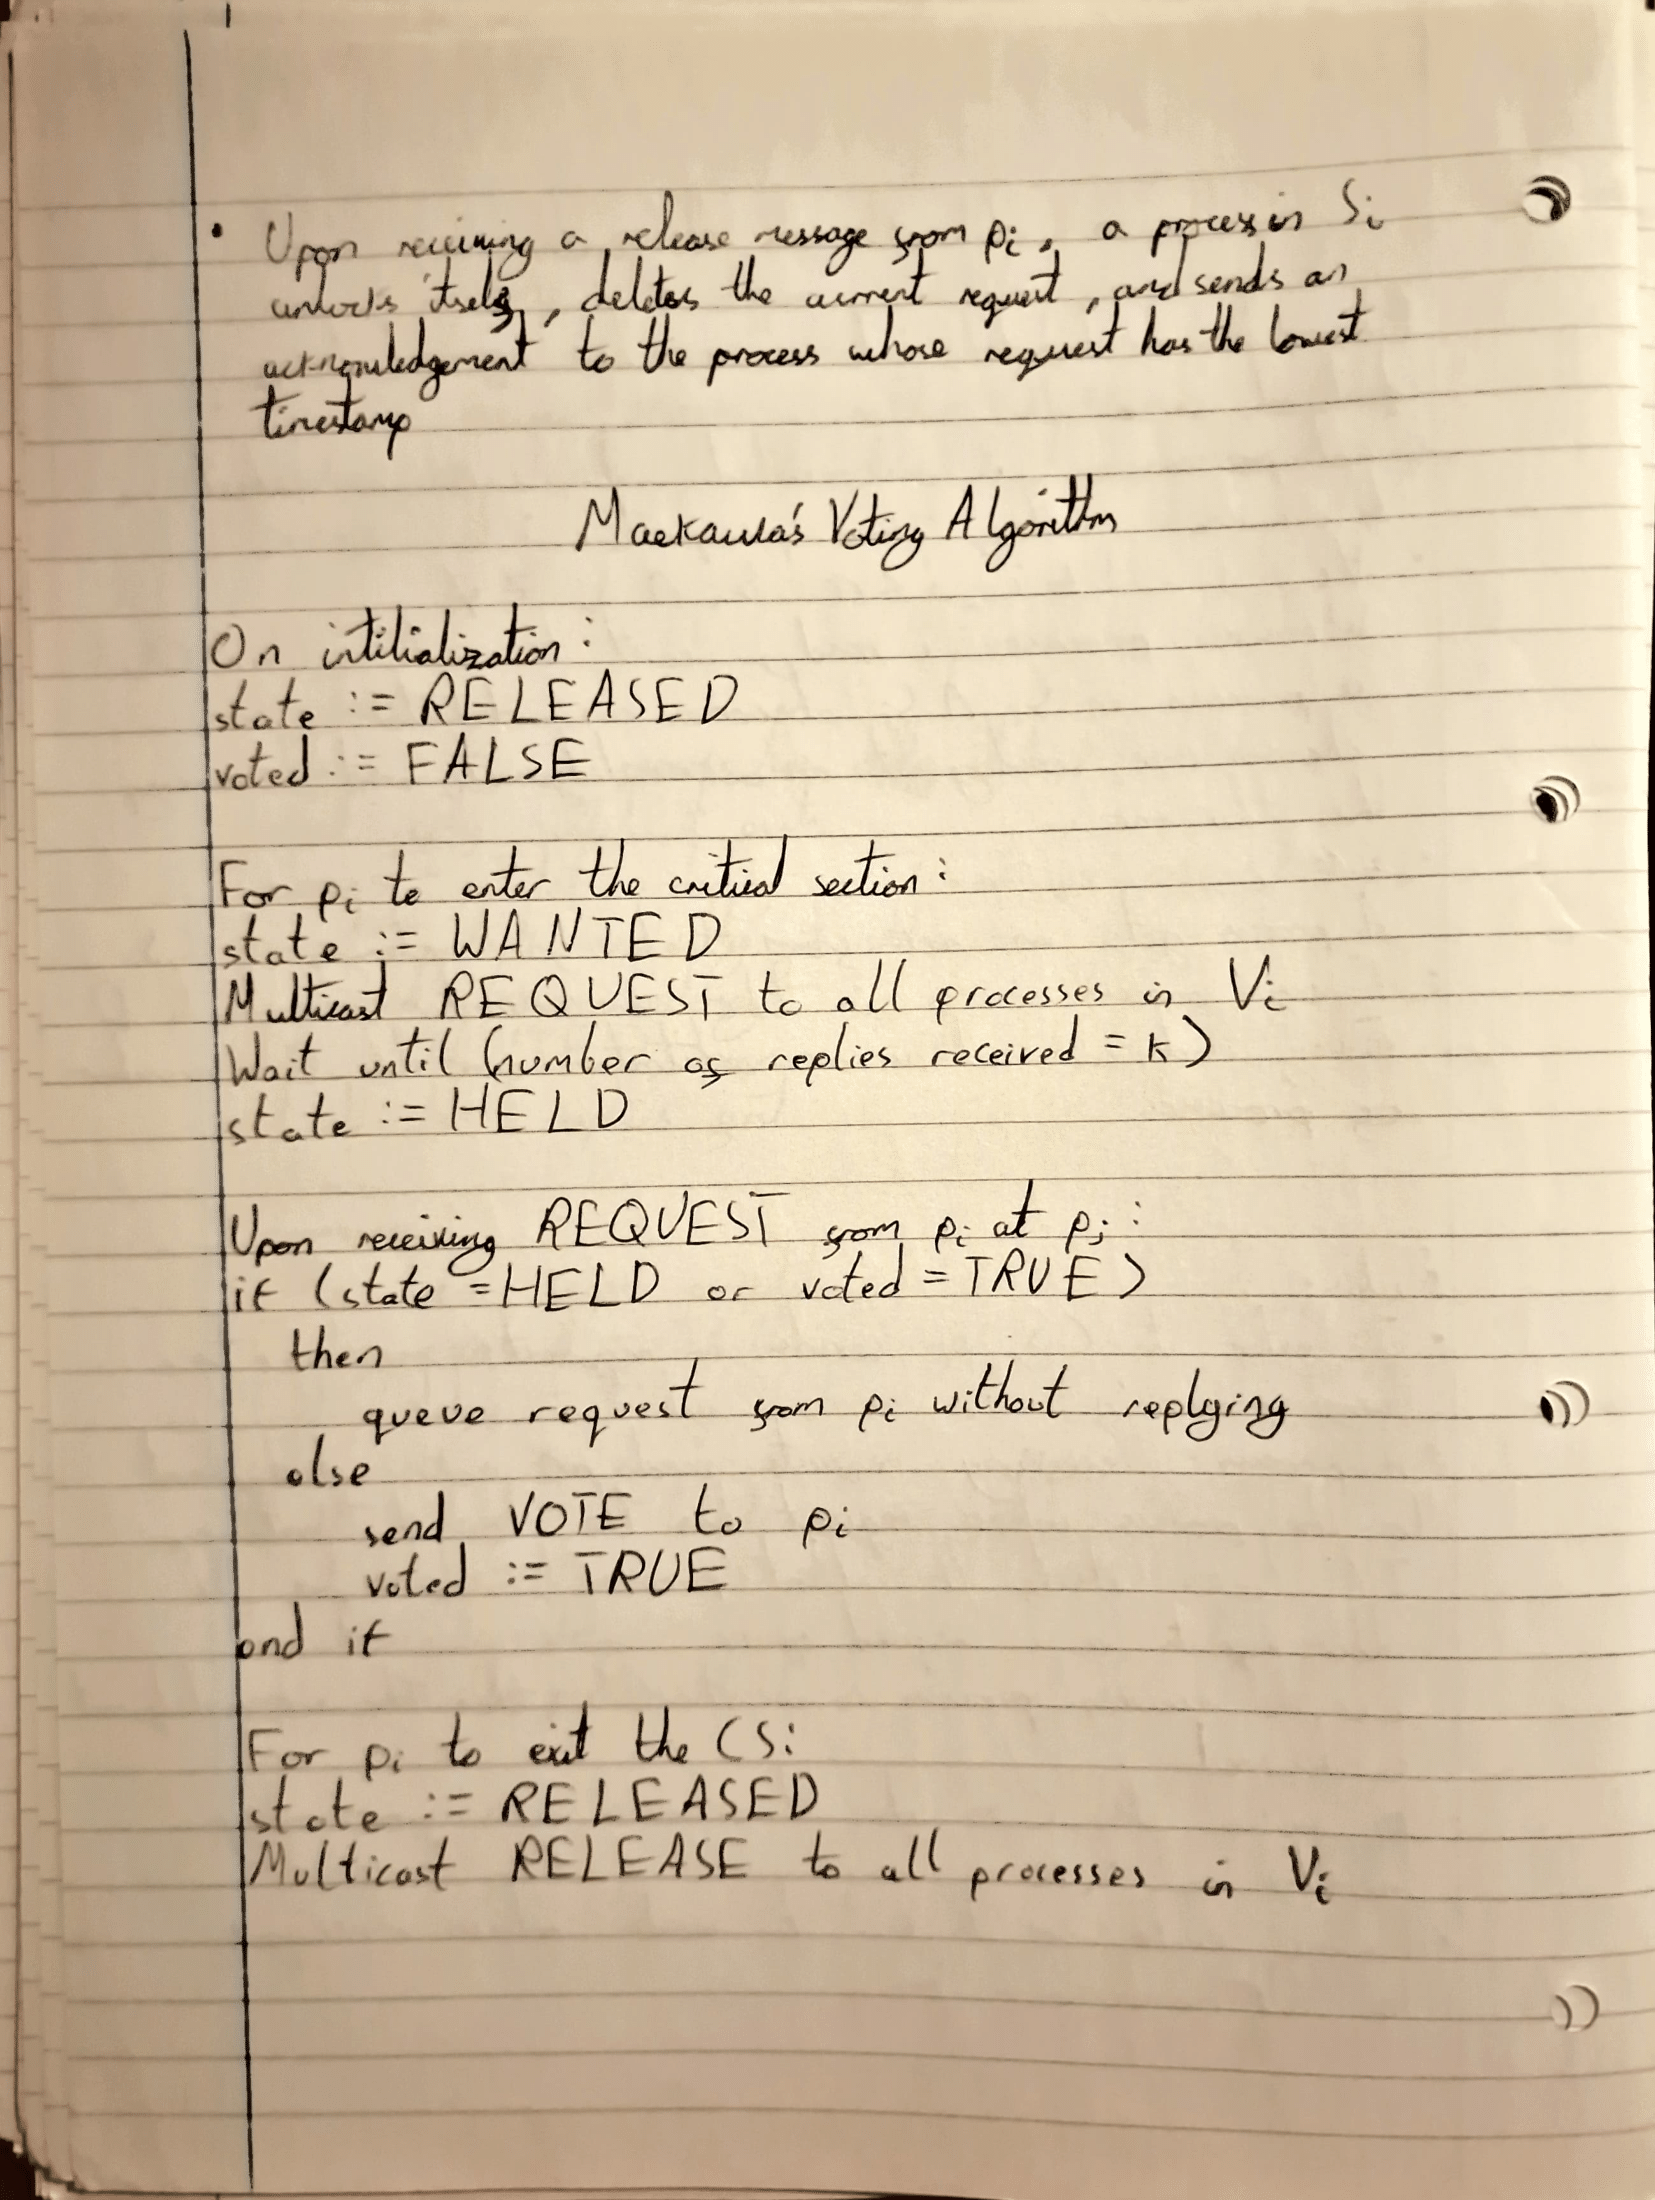 • Upon receiving a release message from pi, a process in Si
unlocks itself, deletes the current request, and sends an
acknowledgement to the process whose request has the lowest
timestamp
Maekawa's Voting Algorithm
On intilialization:
state := RELEASED
voted := FALSE
For pi to enter the critical section:
state := WANTED
Multicast REQUEST to all processes in Vi
Wait until (number of replies received = K)
state := HELD
Upon receiving REQUEST from pi at pj:
if (state = HELD or voted = TRUE)
then
queue request from pi without replying
else
send VOTE to pi
voted := TRUE
end if
For pi to exit the CS:
state := RELEASED
Multicast RELEASE to all processes in Vi